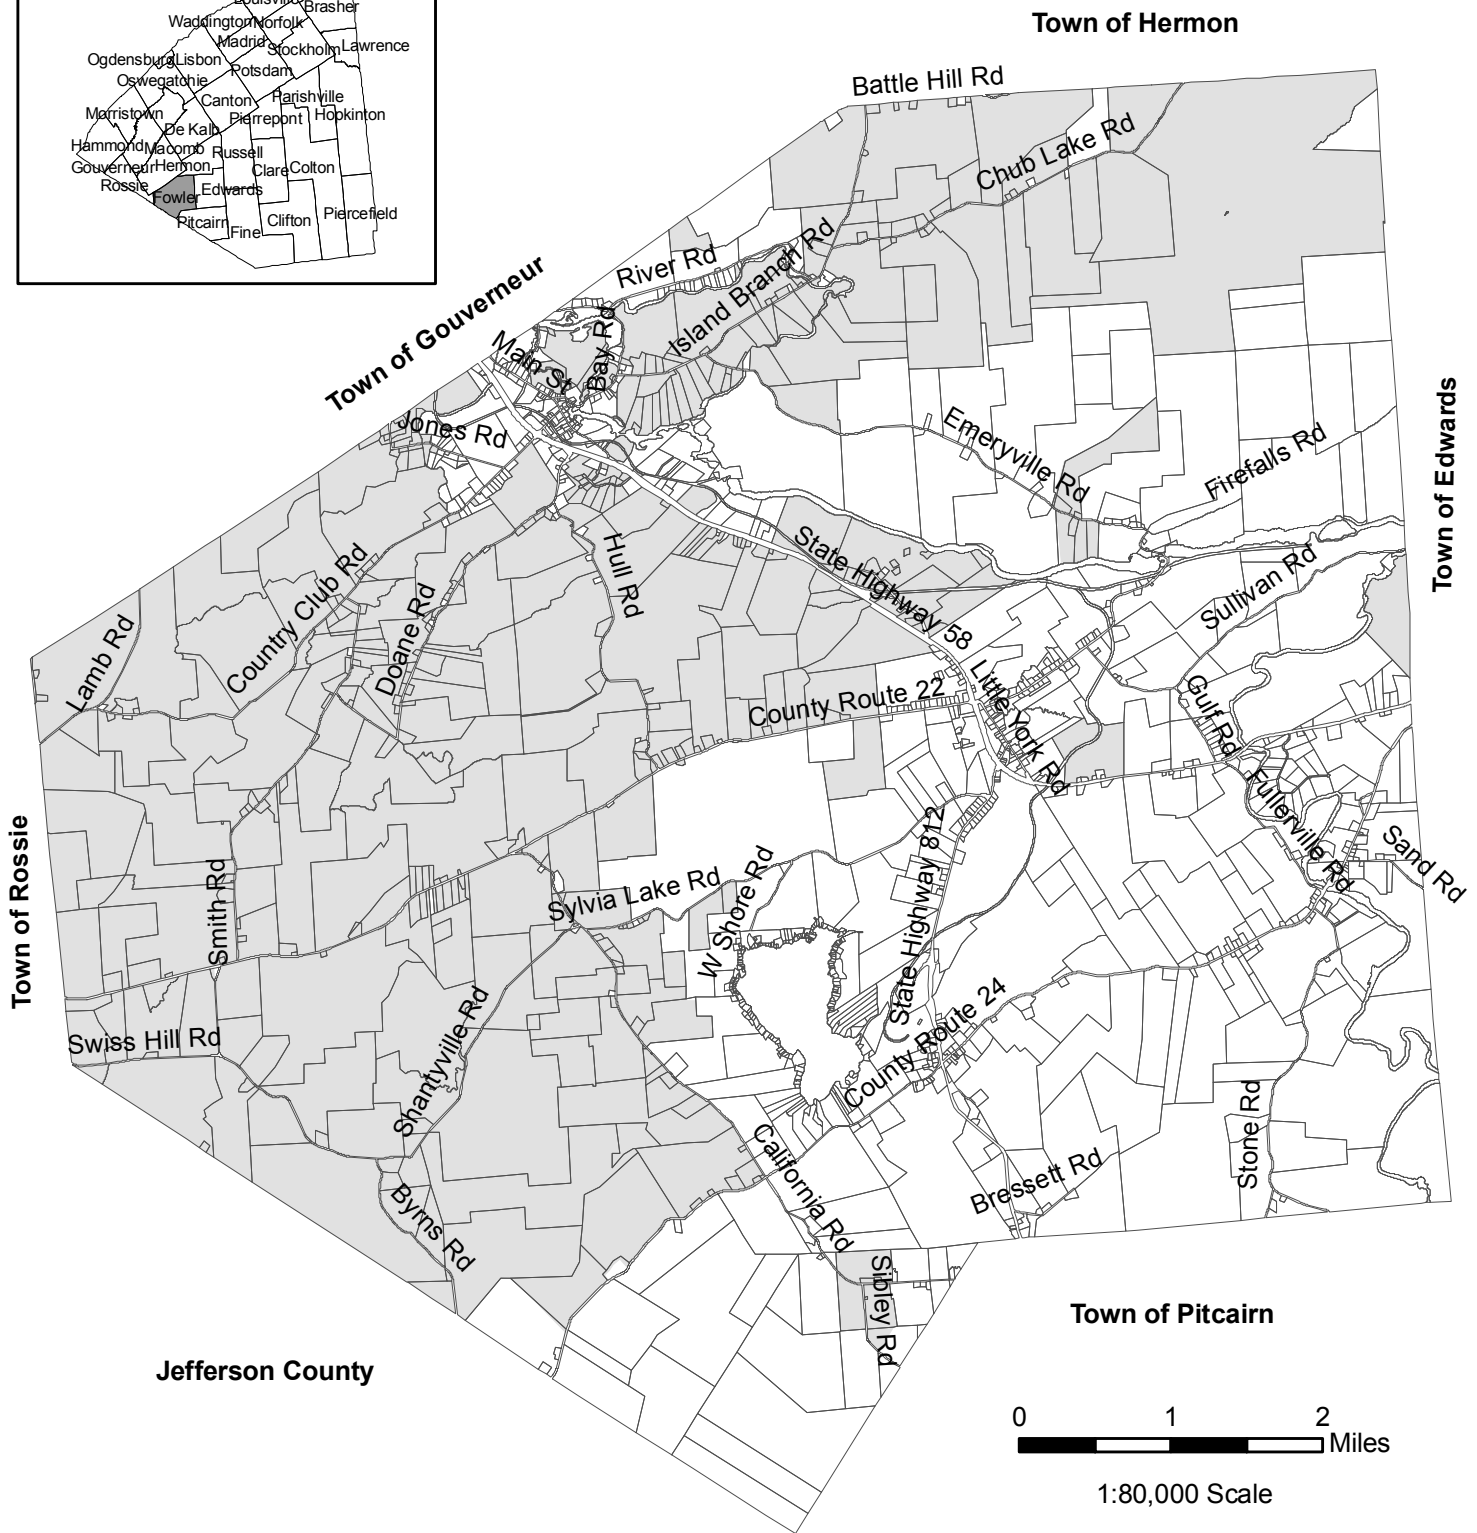 Louisville
Brasher
Waddington
Norfolk
Madrid
Stockholm
Lawrence
Ogdensburg
Lisbon
Potsdam
Oswegatchie
Canton
Parishville
Morristown
Pierrepont
Hopkinton
De Kalb
Hammond
Macomb
Russell
Gouverneur
Hermon
Clare
Colton
Rossie
Edwards
Fowler
Pitcairn
Fine
Clifton
Piercefield
Town of Hermon
Battle Hill Rd
Chub Lake Rd
River Rd
Island Branch Rd
Town of Gouverneur
Main St
Bay Rd
Jones Rd
Emeryville Rd
Firefalls Rd
Town of Edwards
Country Club Rd
Doane Rd
Hull Rd
State Highway 58
Sullivan Rd
Lamb Rd
County Route 22
Little York Rd
Gulf Rd
Fullerville Rd
Sand Rd
Town of Rossie
Smith Rd
Sylvia Lake Rd
W Shore Rd
State Highway 812
Swiss Hill Rd
Shantyville Rd
County Route 24
Stone Rd
California Rd
Bressett Rd
Byrns Rd
Sibley Rd
Town of Pitcairn
Jefferson County
0 1 2
Miles
1:80,000 Scale